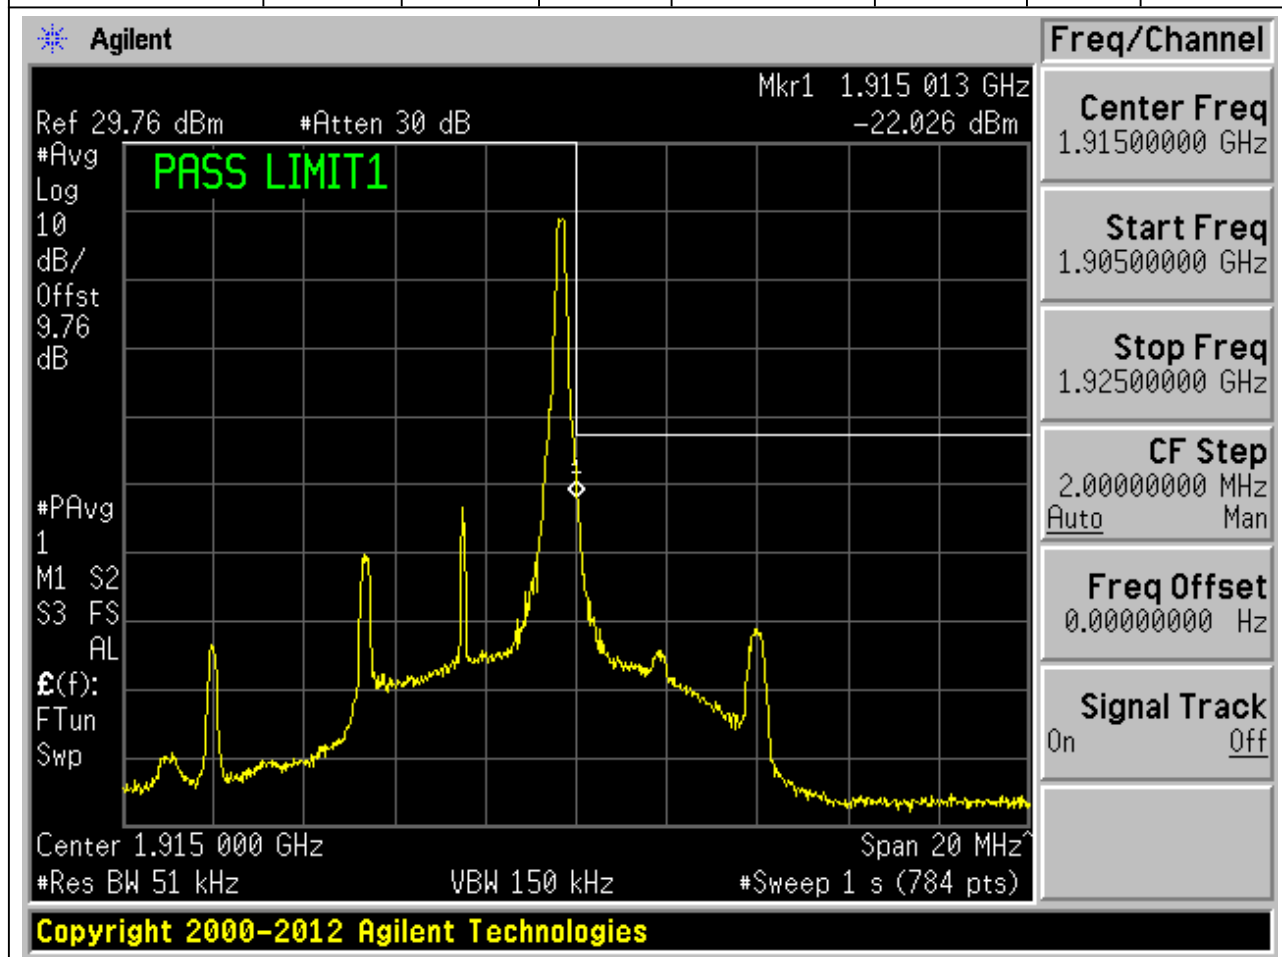 Agilent
Freq/Channel
Mkr1 1.915 013 GHz
Ref 29.76 dBm #Atten 30 dB -22.026 dBm
#Avg
Log
10
dB/
Offst
9.76
dB
PASS LIMIT1
1
#PAvg
1
M1 S2
S3 FS
AL
£(f):
FTun
Swp
Center 1.915 000 GHz Span 20 MHz^
#Res BW 51 kHz VBW 150 kHz #Sweep 1 s (784 pts)
Center Freq
1.91500000 GHz
Start Freq
1.90500000 GHz
Stop Freq
1.92500000 GHz
CF Step
2.00000000 MHz
Auto Man
Freq Offset
0.00000000 Hz
Signal Track
On Off
Copyright 2000-2012 Agilent Technologies